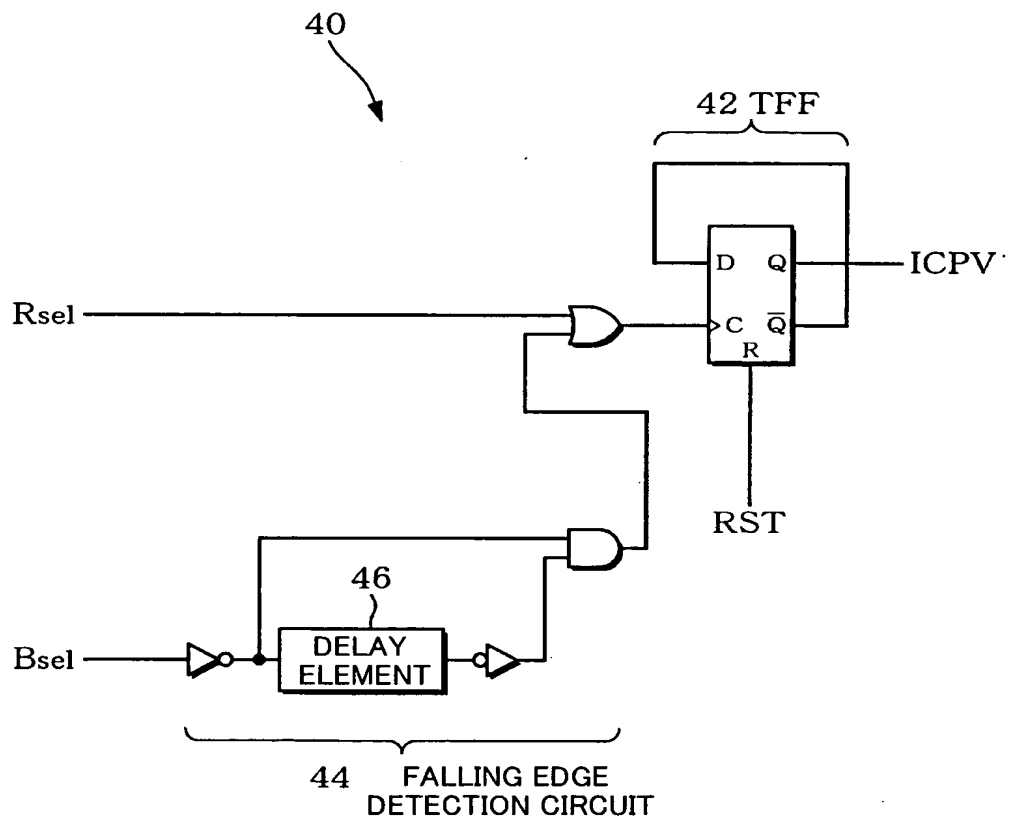 40
42 TFF
D Q
ICPV
Rsel
C Q̅
R
RST
46
Bsel
DELAY
ELEMENT
44 FALLING EDGE
DETECTION CIRCUIT